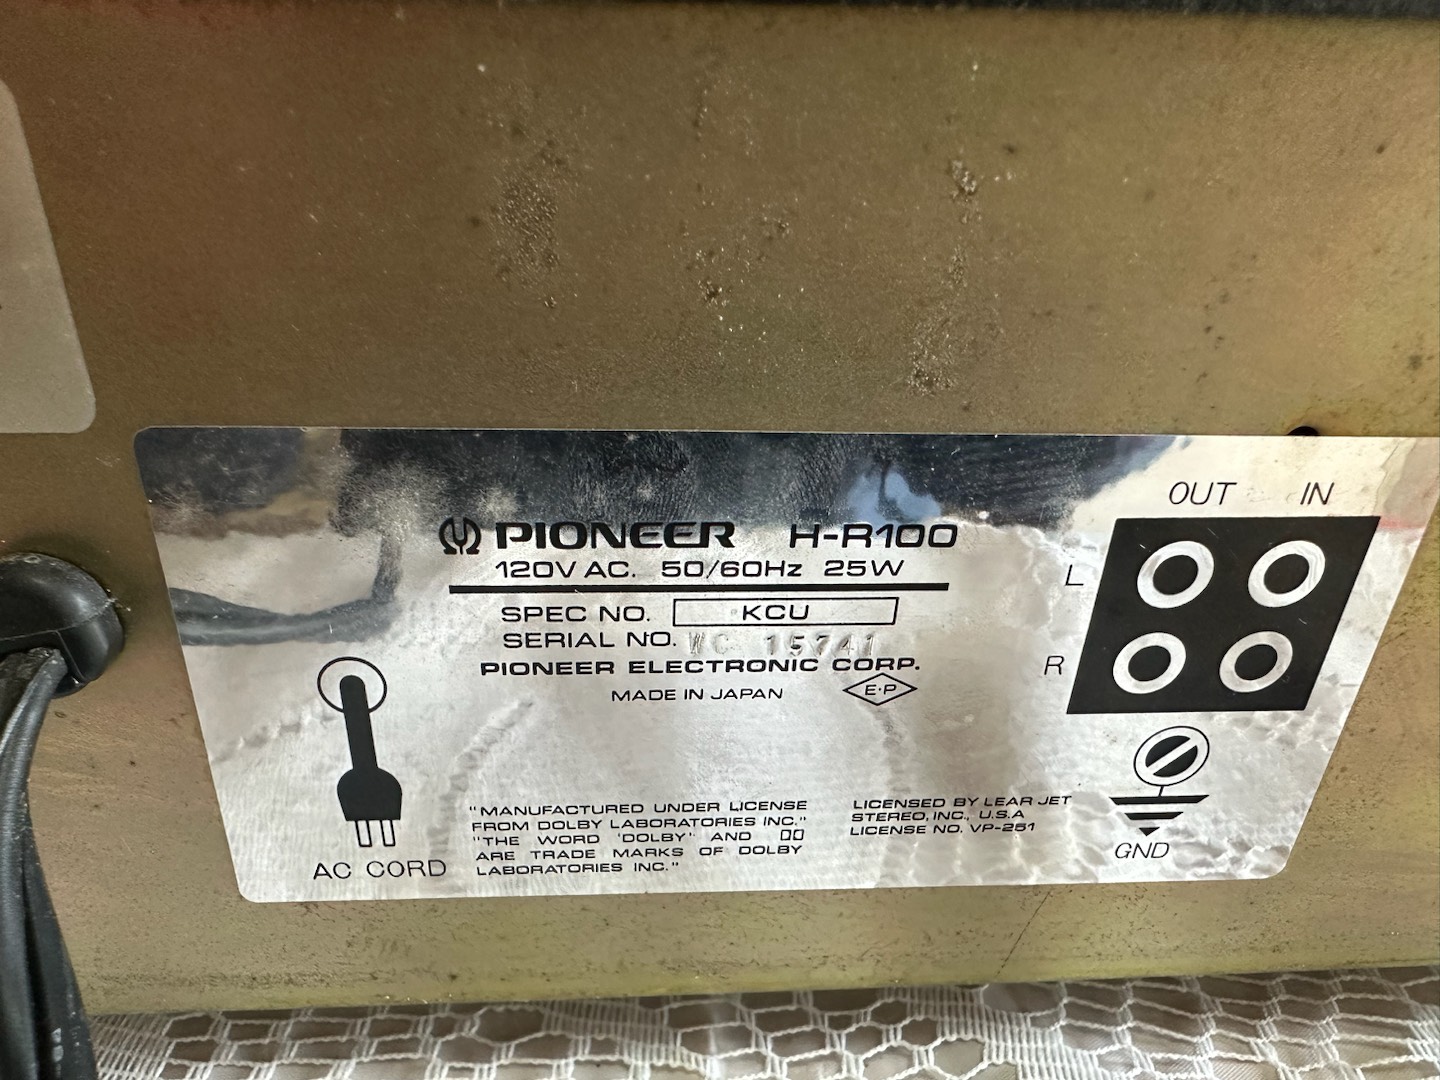 PIONEER H-R100
120V AC. 50/60Hz 25W
SPEC NO. KCU
SERIAL NO. WC 15741
PIONEER ELECTRONIC CORP.
MADE IN JAPAN E·P
OUT IN
L
R
GND
AC CORD
"MANUFACTURED UNDER LICENSE
FROM DOLBY LABORATORIES INC."
"THE WORD 'DOLBY' AND
ARE TRADE MARKS OF DOLBY
LABORATORIES INC."
LICENSED BY LEAR JET
STEREO, INC., U.S.A
LICENSE NO. VP-251